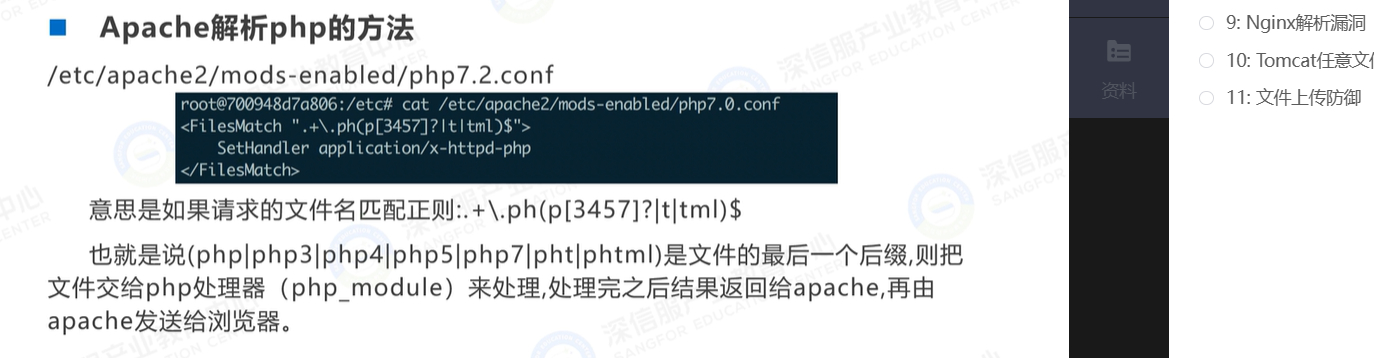 Apache解析php的方法
/etc/apache2/mods-enabled/php7.2.conf
root@700948d7a806:/etc# cat /etc/apache2/mods-enabled/php7.0.conf
<FilesMatch ".+\.ph(p[3457]?|t|tml)$">
SetHandler application/x-httpd-php
</FilesMatch>
意思是如果请求的文件名匹配正则:.+\.ph(p[3457]?|t|tml)$
也就是说(php|php3|php4|php5|php7|pht|phtml)是文件的最后一个后缀,则把
文件交给php处理器（php_module）来处理,处理完之后结果返回给apache,再由
apache发送给浏览器。
资料
9: Nginx解析漏洞
10: Tomcat任意文
11: 文件上传防御
深信服产业教育中心
SANGFOR EDUCATION CENTER